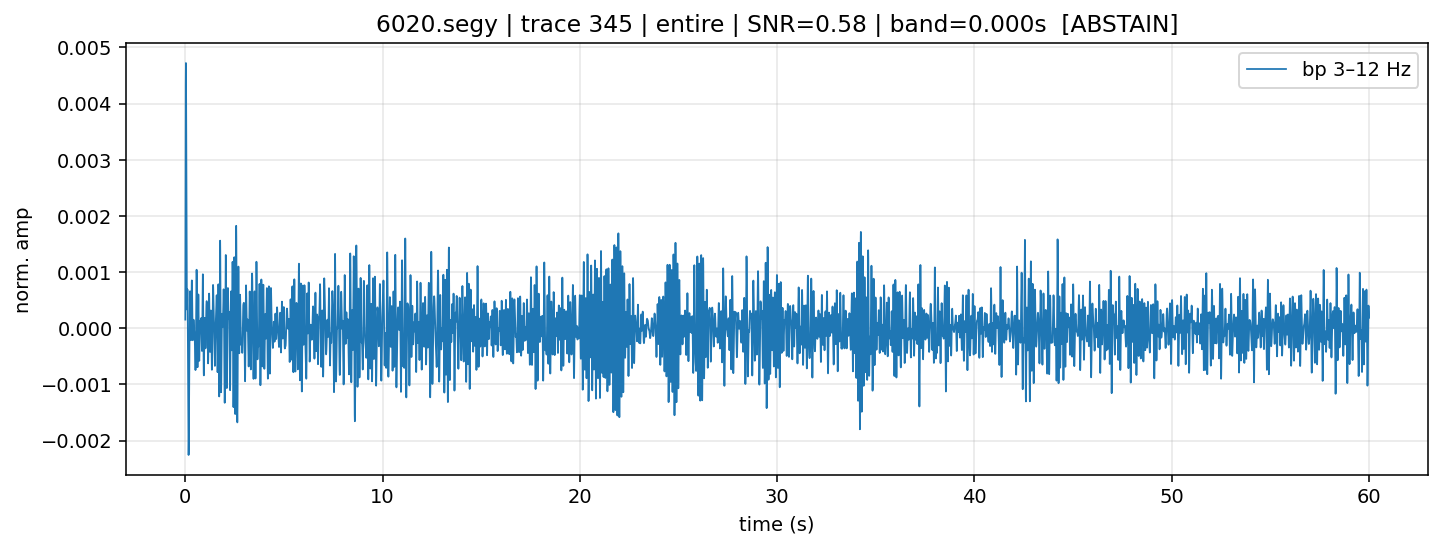 6020.segy | trace 345 | entire | SNR=0.58 | band=0.000s  [ABSTAIN]
bp 3–12 Hz
norm. amp
0.005
0.004
0.003
0.002
0.001
0.000
−0.001
−0.002
0 10 20 30 40 50 60
time (s)